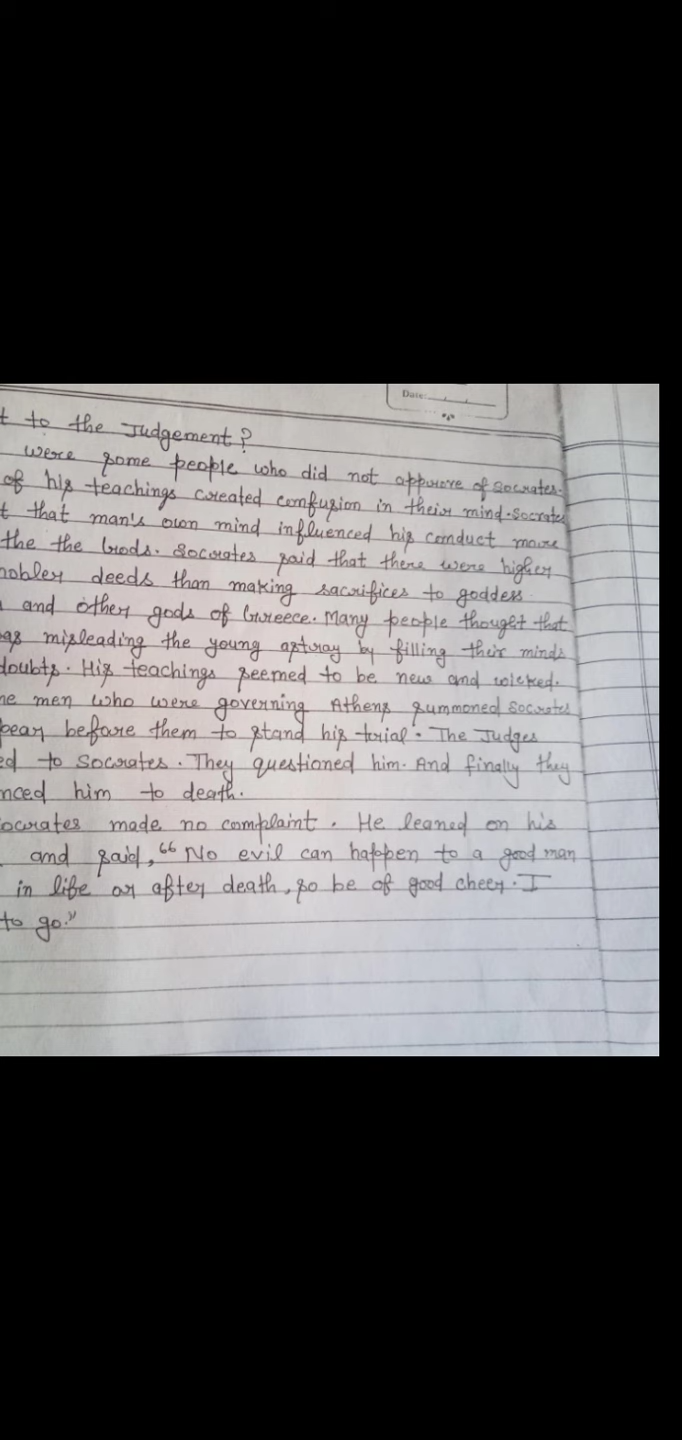 Date:
t to the Judgement?
were some people who did not approve of Socrates.
of his teachings created confusion in their mind. Socrates
t that man's own mind influenced his conduct more
the the Gods. Socrates said that there were higher
nobler deeds than making sacrifices to goddess
and other gods of Greece. Many people thought that
as misleading the young astray by filling their minds
doubts. His teachings seemed to be new and wicked.
he men who were governing Athens summoned Socrates
pear before them to stand his trial. The Judges
ed to Socrates. They questioned him. And finally they
nced him to death.
ocrates made no complaint. He leaned on his
and said, "No evil can happen to a good man
in life or after death, so be of good cheer. I
to go."